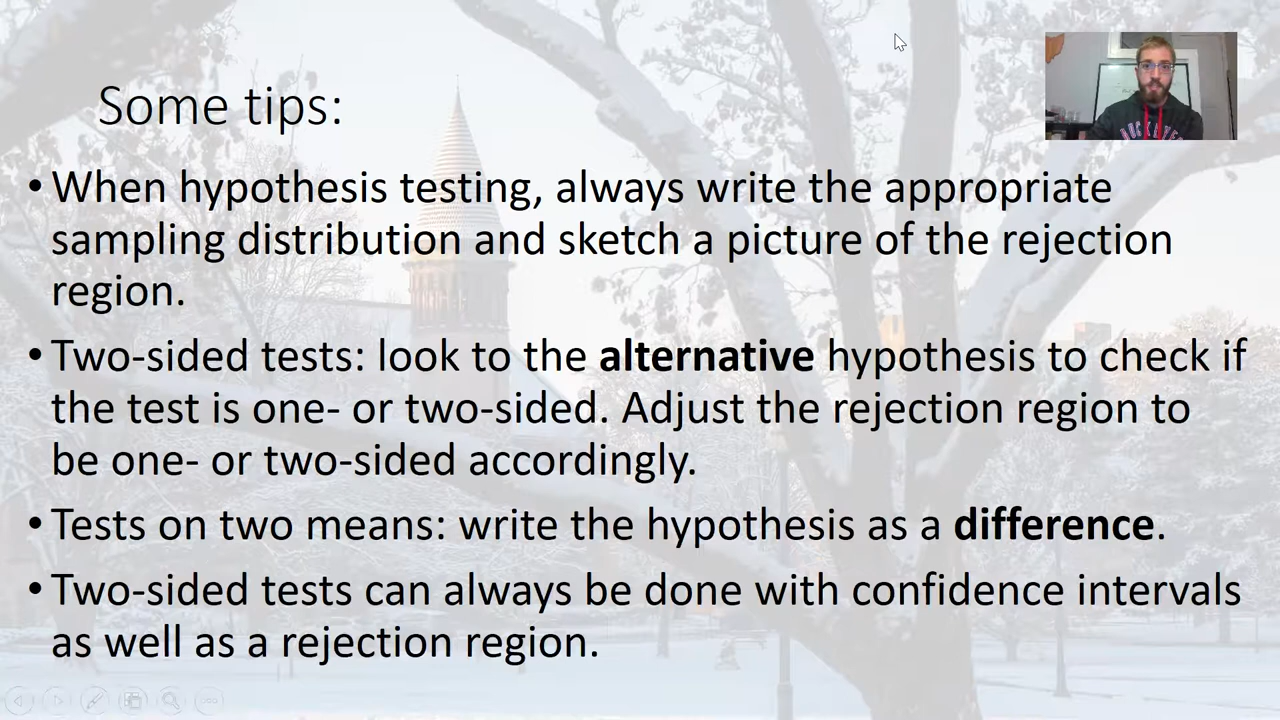 Some tips:
• When hypothesis testing, always write the appropriate
sampling distribution and sketch a picture of the rejection
region.
• Two-sided tests: look to the alternative hypothesis to check if
the test is one- or two-sided. Adjust the rejection region to
be one- or two-sided accordingly.
• Tests on two means: write the hypothesis as a difference.
• Two-sided tests can always be done with confidence intervals
as well as a rejection region.